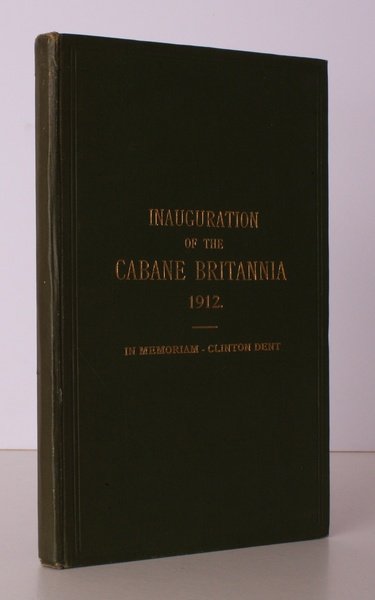 INAUGURATION
OF THE
CABANE BRITANNIA
1912.
IN MEMORIAM - CLINTON DENT